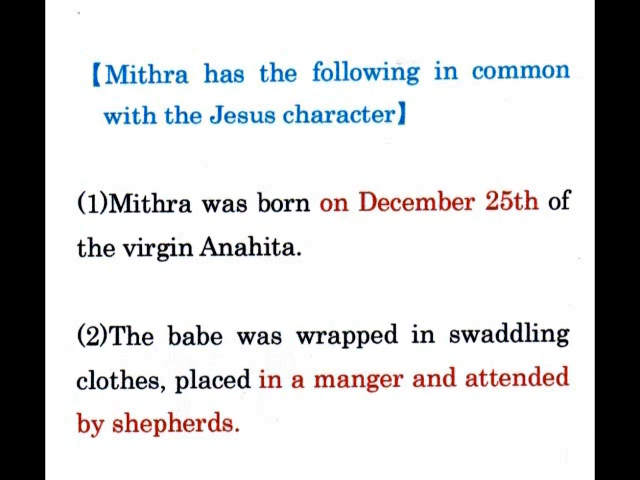 【Mithra has the following in common
with the Jesus character】
(1)Mithra was born on December 25th of
the virgin Anahita.
(2)The babe was wrapped in swaddling
clothes, placed in a manger and attended
by shepherds.